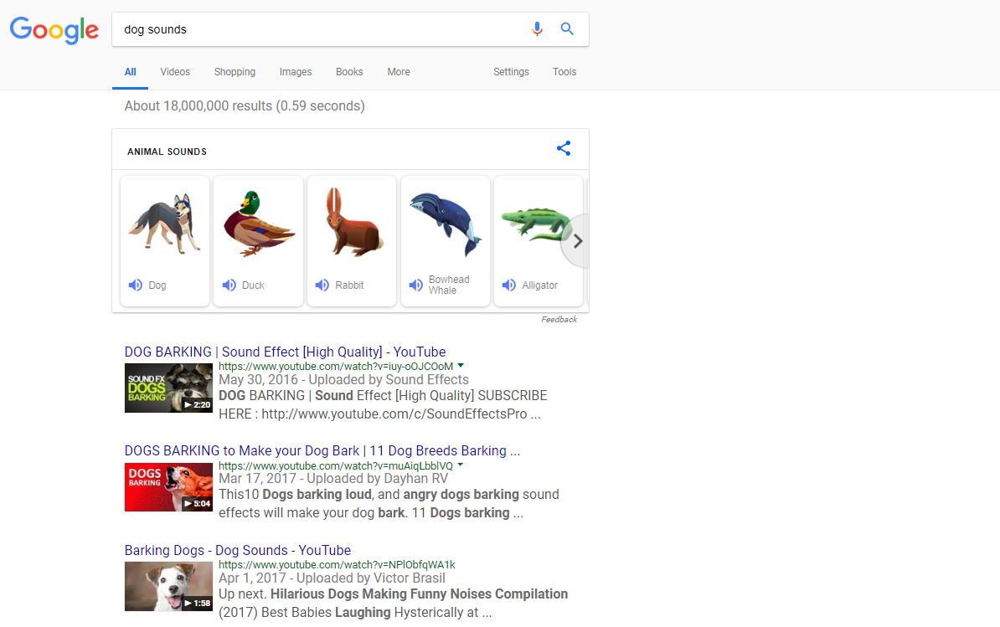 Google
dog sounds
All Videos Shopping Images Books More Settings Tools
About 18,000,000 results (0.59 seconds)
ANIMAL SOUNDS
Dog
Duck
Rabbit
Bowhead
Whale
Alligator
Feedback
DOG BARKING | Sound Effect [High Quality] - YouTube
SOUND FX
DOGS
BARKING
2:20
https://www.youtube.com/watch?v=iuy-oOJCOoM
May 30, 2016 - Uploaded by Sound Effects
DOG BARKING | Sound Effect [High Quality] SUBSCRIBE
HERE : http://www.youtube.com/c/SoundEffectsPro ...
DOGS BARKING to Make your Dog Bark | 11 Dog Breeds Barking ...
DOGS
BARKING
5:04
https://www.youtube.com/watch?v=muAiqLbblVQ
Mar 17, 2017 - Uploaded by Dayhan RV
This10 Dogs barking loud, and angry dogs barking sound
effects will make your dog bark. 11 Dogs barking ...
Barking Dogs - Dog Sounds - YouTube
1:58
https://www.youtube.com/watch?v=NPlObfqWA1k
Apr 1, 2017 - Uploaded by Victor Brasil
Up next. Hilarious Dogs Making Funny Noises Compilation
(2017) Best Babies Laughing Hysterically at ...